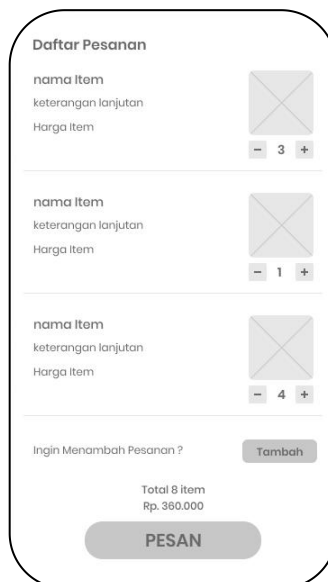 Daftar Pesanan
nama Item
keterangan lanjutan
Harga Item
- 3 +
nama Item
keterangan lanjutan
Harga Item
- 1 +
nama Item
keterangan lanjutan
Harga Item
- 4 +
Ingin Menambah Pesanan ? Tambah
Total 8 item
Rp. 360.000
PESAN